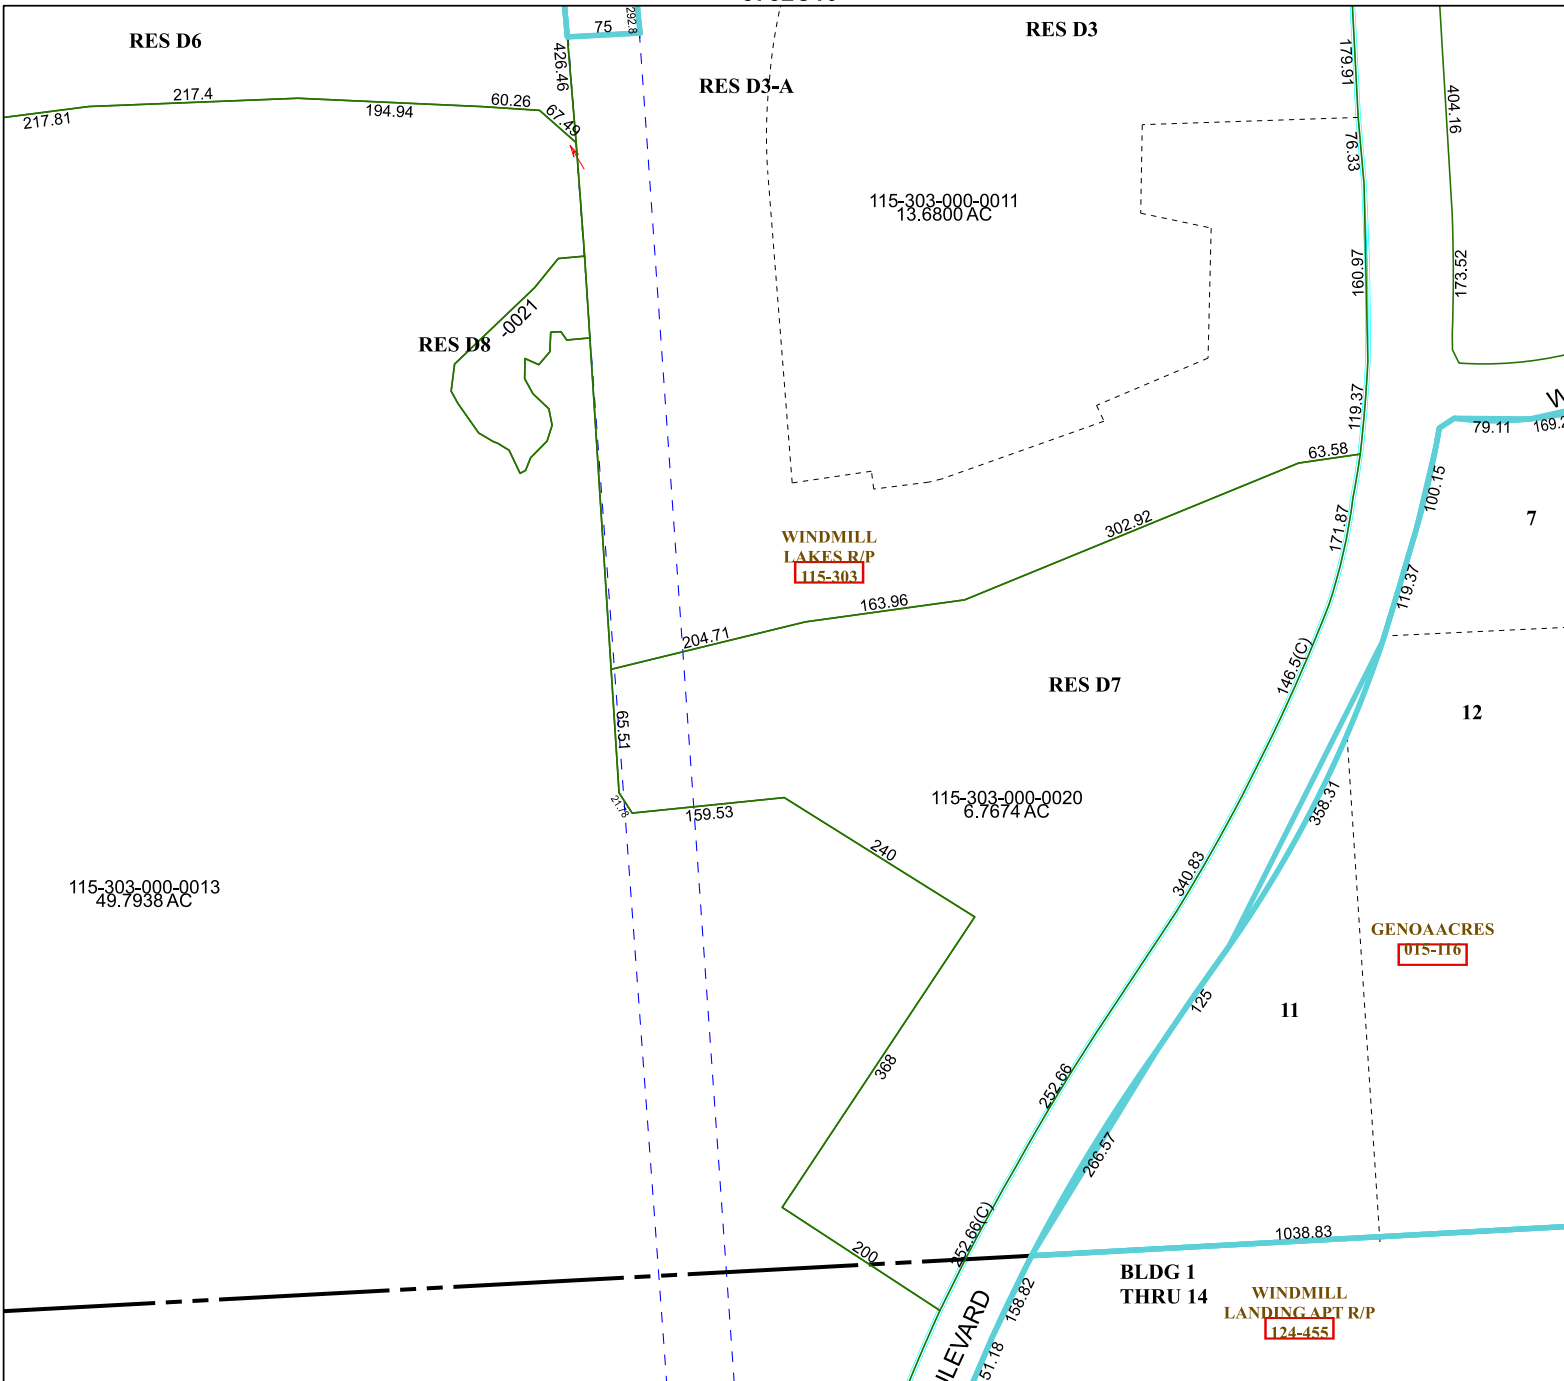 RES D6
75
292.8
RES D3
426.46
RES D3-A
179.91
404.16
217.4
60.26
217.81
194.94
67.49
76.33
115-303-000-0011
13.6800 AC
160.97
173.52
-0021
RES D8
119.37
79.11
169.2
63.58
100.15
7
302.92
171.87
WINDMILL
LAKES R/P
115-303
119.37
163.96
204.71
146.5(C)
RES D7
12
65.51
115-303-000-0020
6.7674 AC
21.78
159.53
358.31
240
340.83
115-303-000-0013
49.7938 AC
GENOA ACRES
015-116
125
11
368
252.66
266.57
252.66(C)
1038.83
200
BLDG 1
THRU 14
158.82
WINDMILL
LANDING APT R/P
124-455
LEVARD
51.18